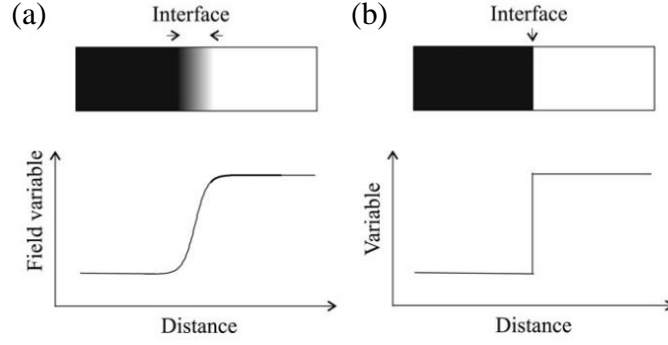 (a)
Interface
Field variable
Distance
(b)
Interface
Variable
Distance